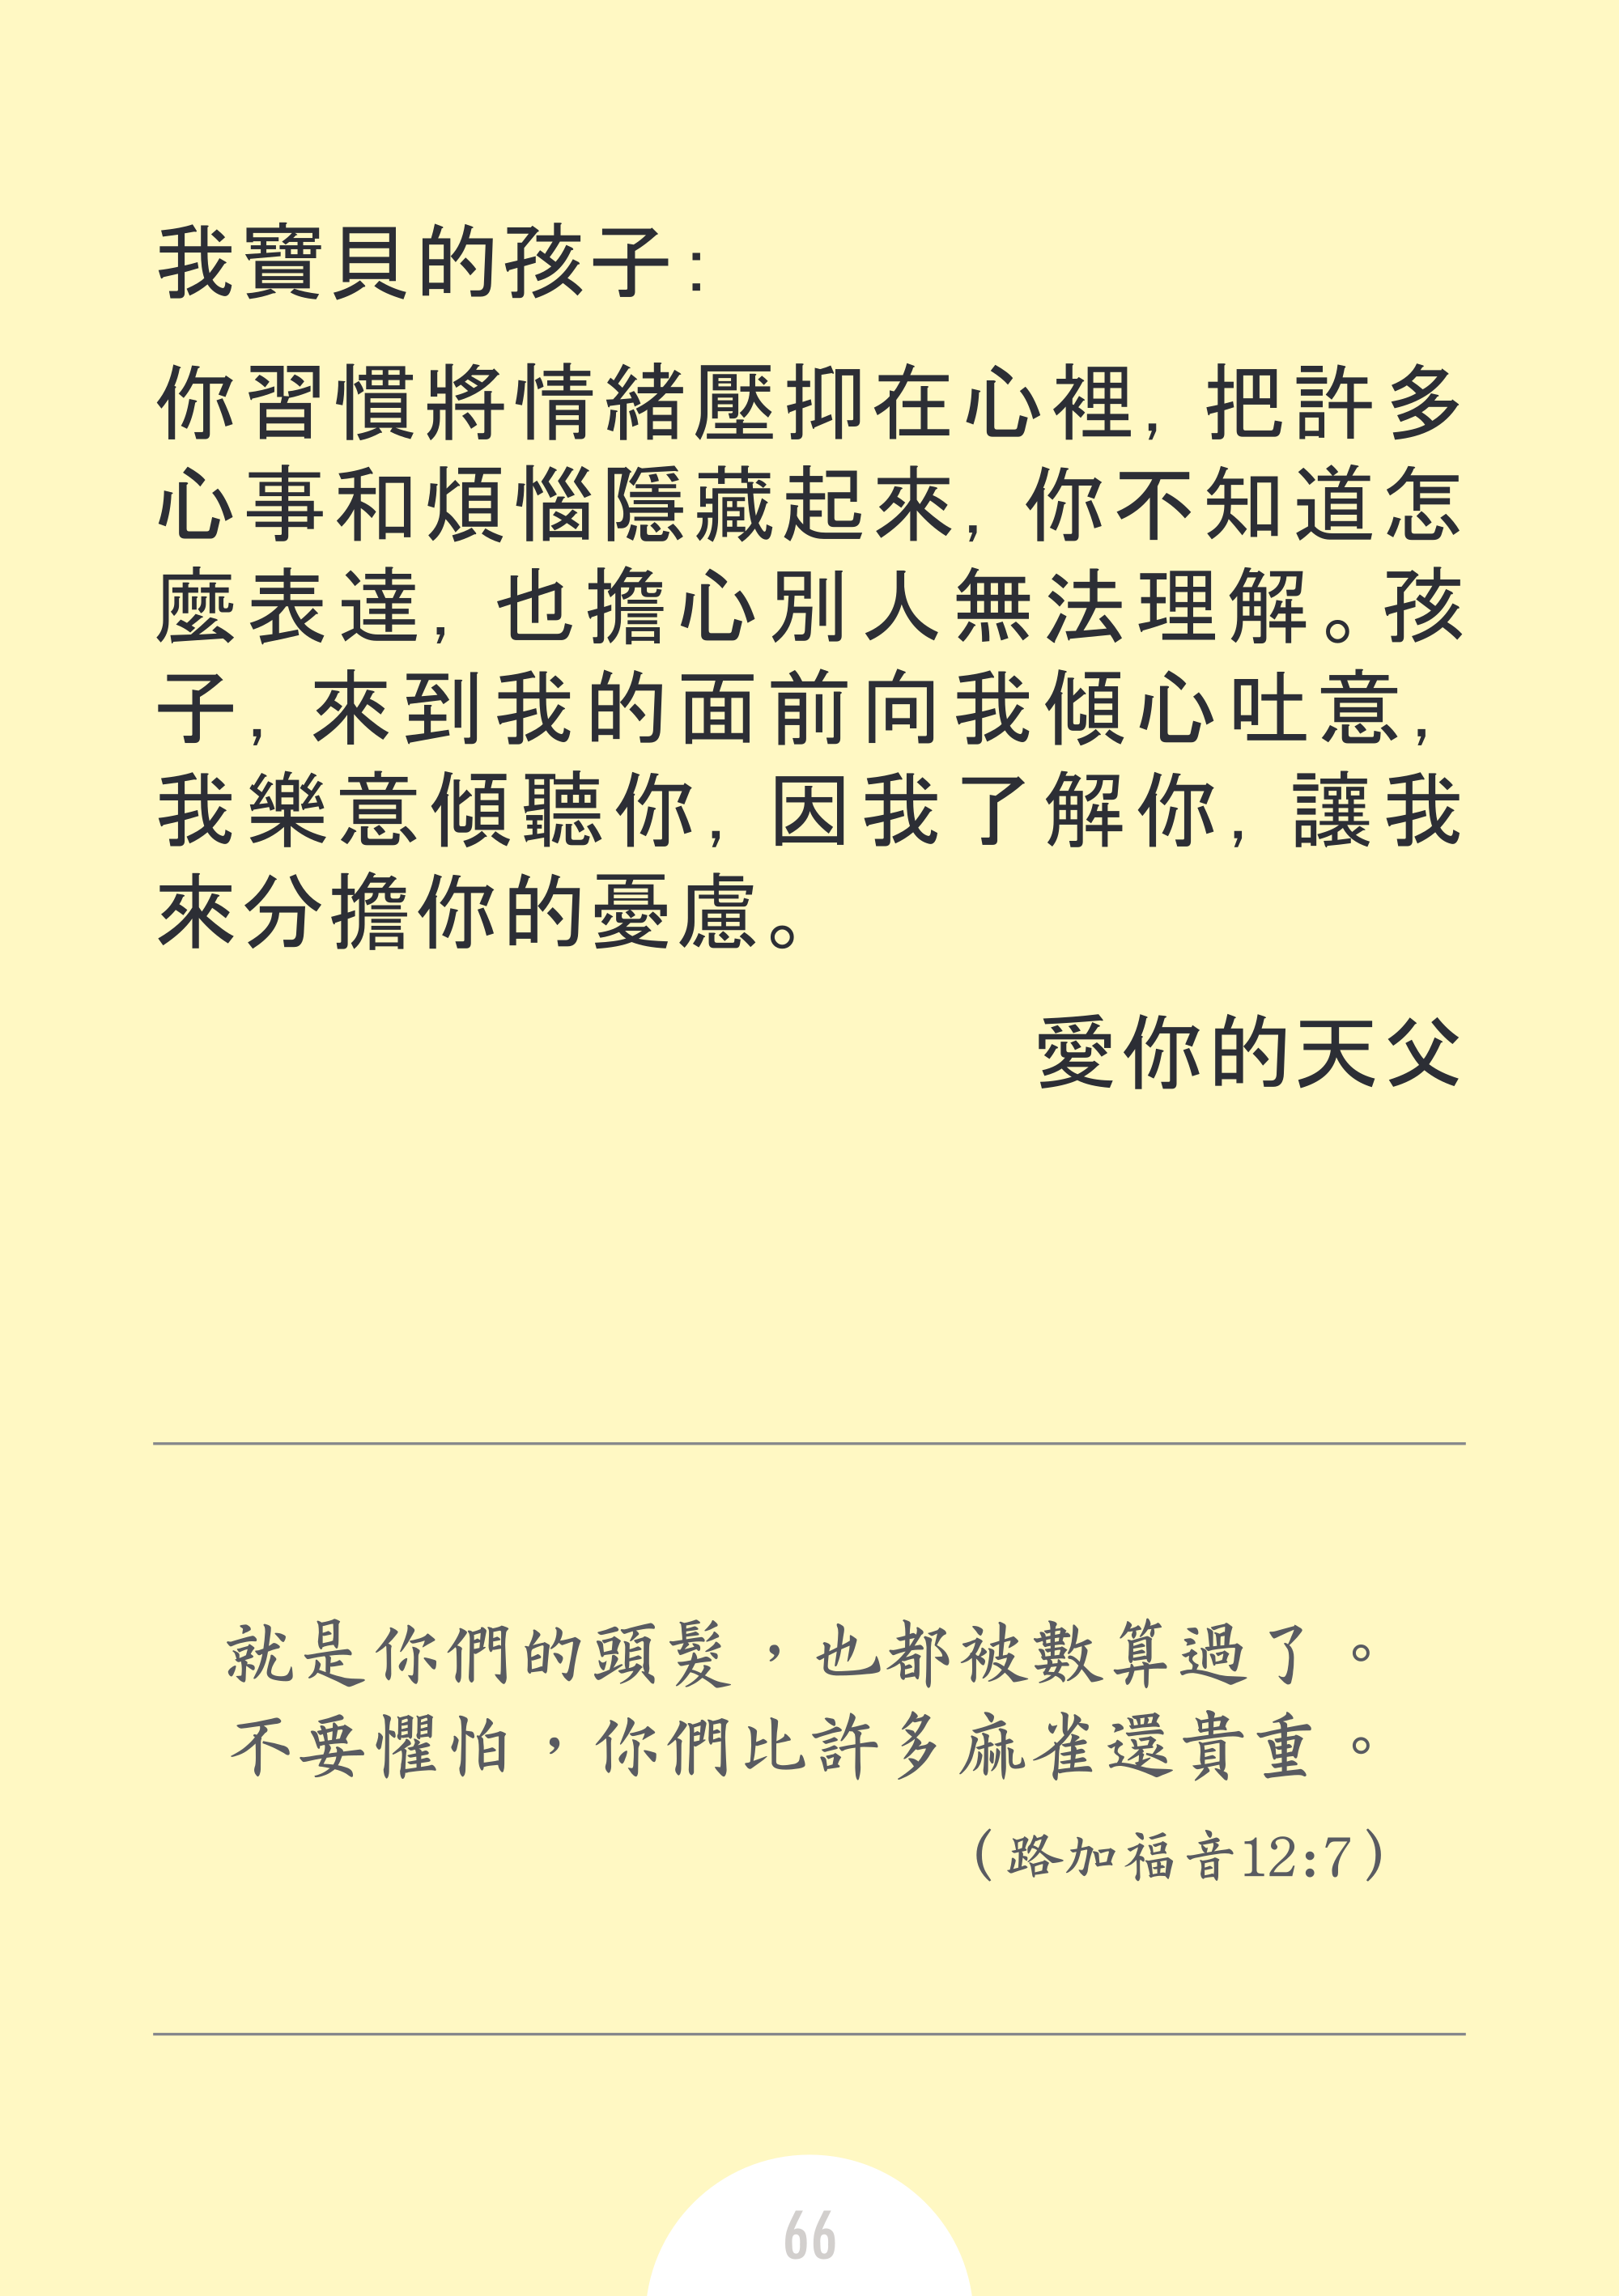 我寶貝的孩子：
你習慣將情緒壓抑在心裡，把許多
心事和煩惱隱藏起來，你不知道怎
麼表達，也擔心別人無法理解。孩
子，來到我的面前向我傾心吐意，
我樂意傾聽你，因我了解你，讓我
來分擔你的憂慮。
愛你的天父
就是你們的頭髮，也都被數算過了。
不要懼怕，你們比許多麻雀還貴重。
（路加福音12:7）
66